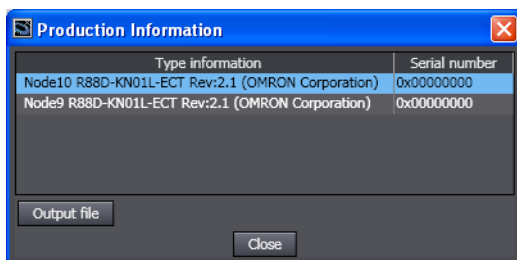 Production Information
Type information Serial number
Node10 R88D-KN01L-ECT Rev:2.1 (OMRON Corporation) 0x00000000
Node9 R88D-KN01L-ECT Rev:2.1 (OMRON Corporation) 0x00000000
Output file
Close